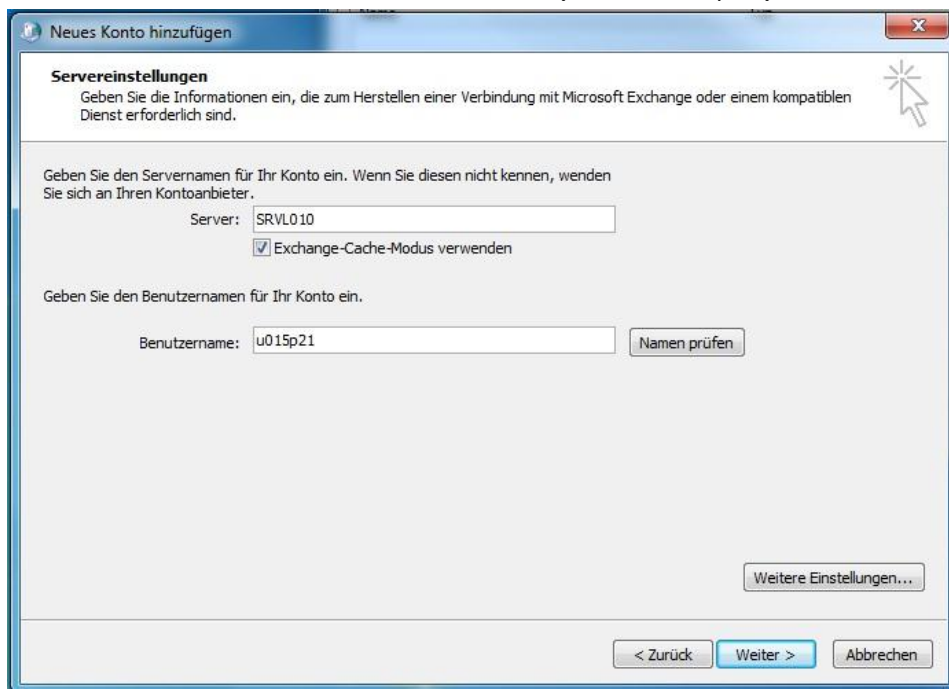 Neues Konto hinzufügen
Servereinstellungen
Geben Sie die Informationen ein, die zum Herstellen einer Verbindung mit Microsoft Exchange oder einem kompatiblen
Dienst erforderlich sind.
Geben Sie den Servernamen für Ihr Konto ein. Wenn Sie diesen nicht kennen, wenden
Sie sich an Ihren Kontoanbieter.
Server: SRVL010
Exchange-Cache-Modus verwenden
Geben Sie den Benutzernamen für Ihr Konto ein.
Benutzername: u015p21 Namen prüfen
Weitere Einstellungen...
< Zurück Weiter > Abbrechen